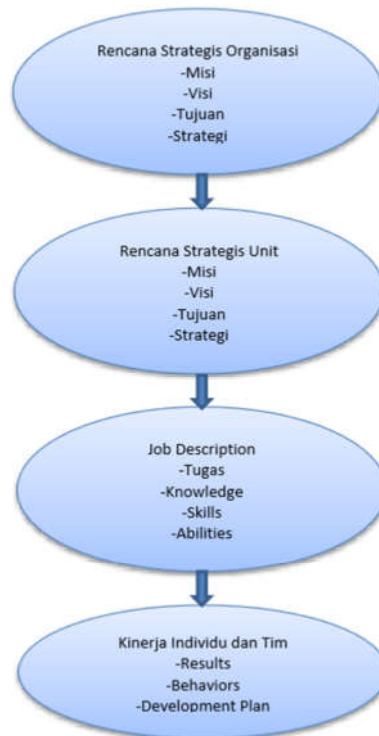 Rencana Strategis Organisasi
-Misi
-Visi
-Tujuan
-Strategi
Rencana Strategis Unit
-Misi
-Visi
-Tujuan
-Strategi
Job Description
-Tugas
-Knowledge
-Skills
-Abilities
Kinerja Individu dan Tim
-Results
-Behaviors
-Development Plan